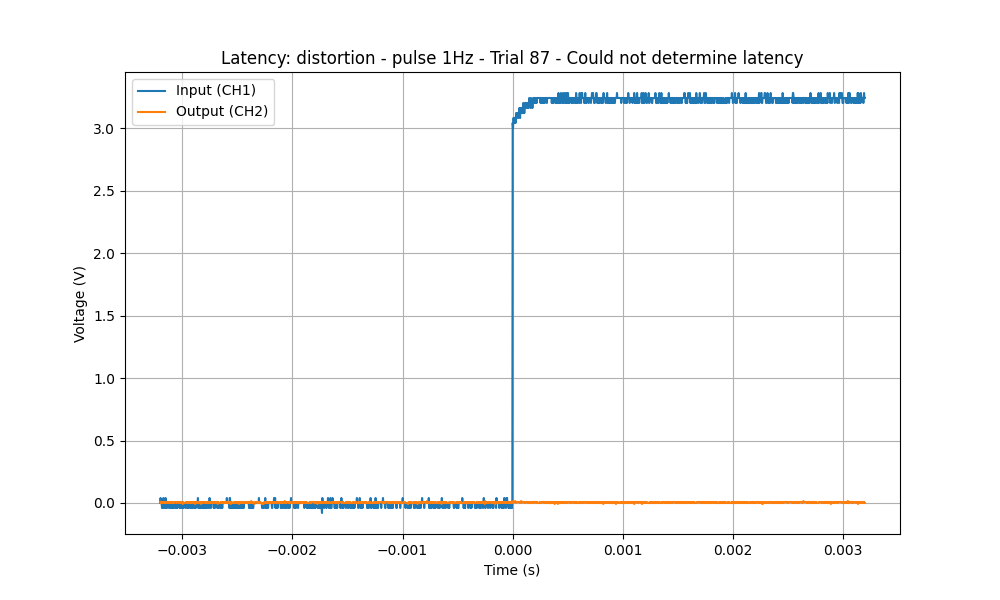 Latency: distortion - pulse 1Hz - Trial 87 - Could not determine latency
Input (CH1)
Output (CH2)
Voltage (V)
3.0
2.5
2.0
1.5
1.0
0.5
0.0
−0.003
−0.002
−0.001
0.000
0.001
0.002
0.003
Time (s)